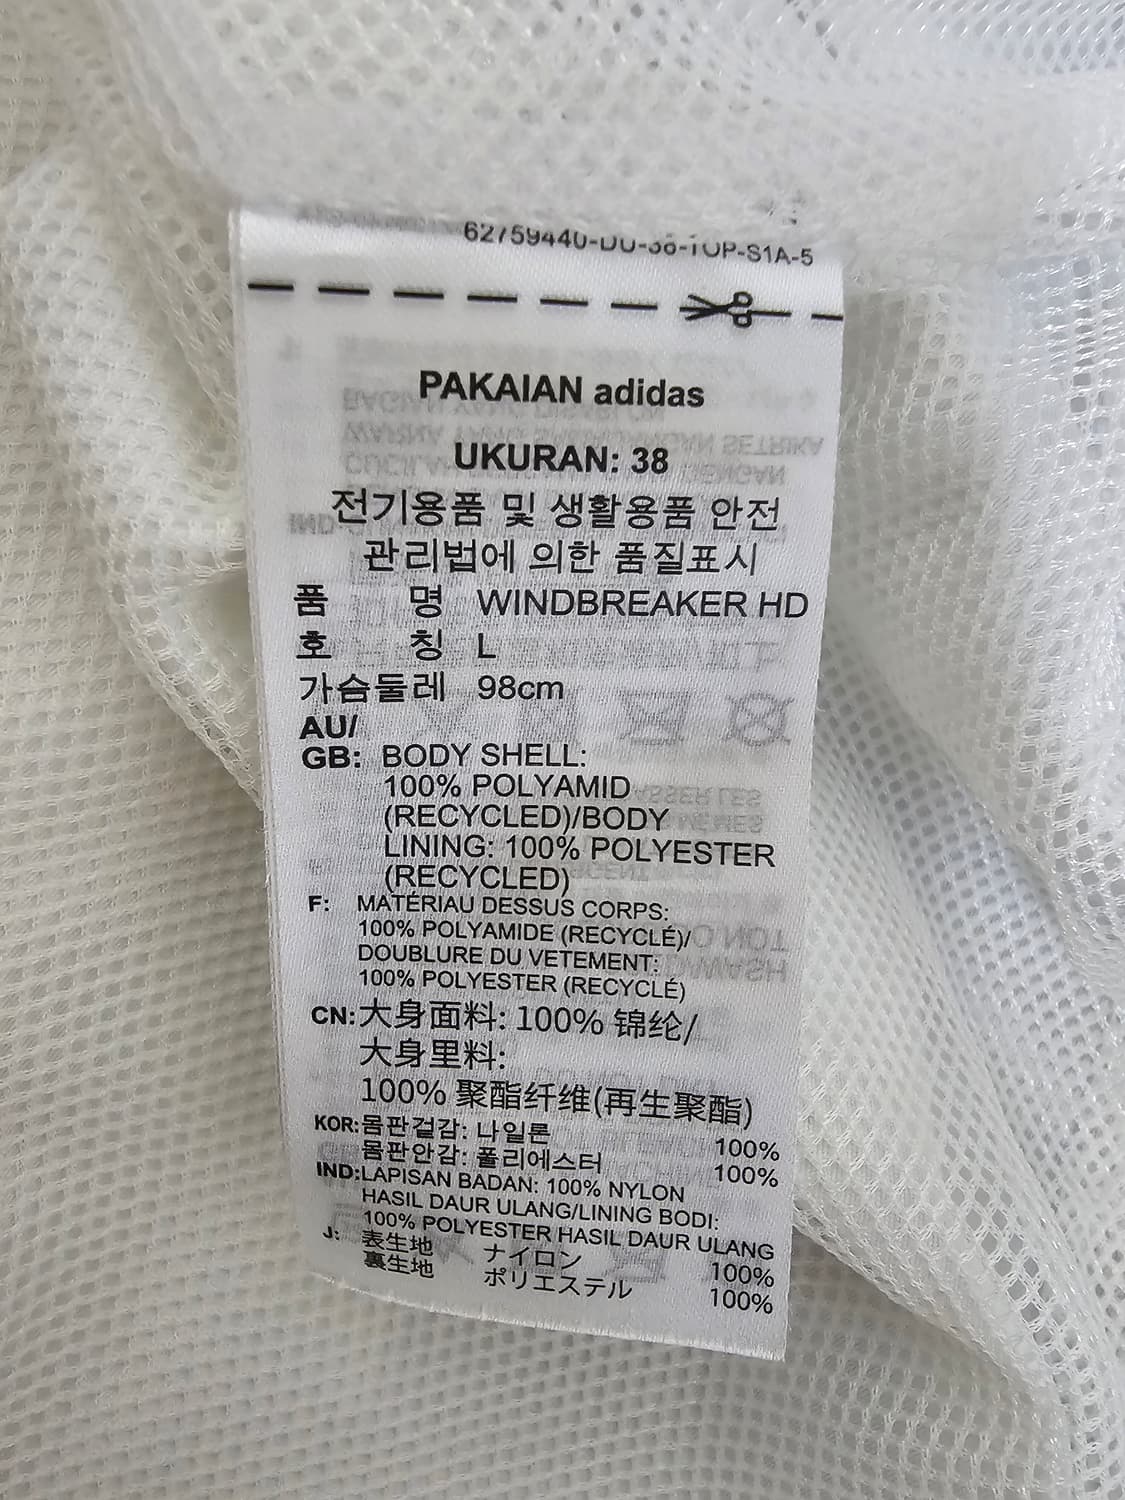 62759440-DU-38-TOP-S1A-5
PAKAIAN adidas
UKURAN: 38
전기용품 및 생활용품 안전
관리법에 의한 품질표시
품 명 WINDBREAKER HD
호 칭 L
가슴둘레 98cm
AU/
GB: BODY SHELL:
100% POLYAMID
(RECYCLED)/BODY
LINING: 100% POLYESTER
(RECYCLED)
F: MATÉRIAU DESSUS CORPS:
100% POLYAMIDE (RECYCLÉ)/
DOUBLURE DU VETEMENT:
100% POLYESTER (RECYCLÉ)
CN: 大身面料: 100% 锦纶/
大身里料:
100% 聚酯纤维(再生聚酯)
KOR: 몸판겉감: 나일론 100%
몸판안감: 폴리에스터 100%
IND: LAPISAN BADAN: 100% NYLON
HASIL DAUR ULANG/LINING BODI:
100% POLYESTER HASIL DAUR ULANG
J: 表生地 ナイロン 100%
裏生地 ポリエステル 100%